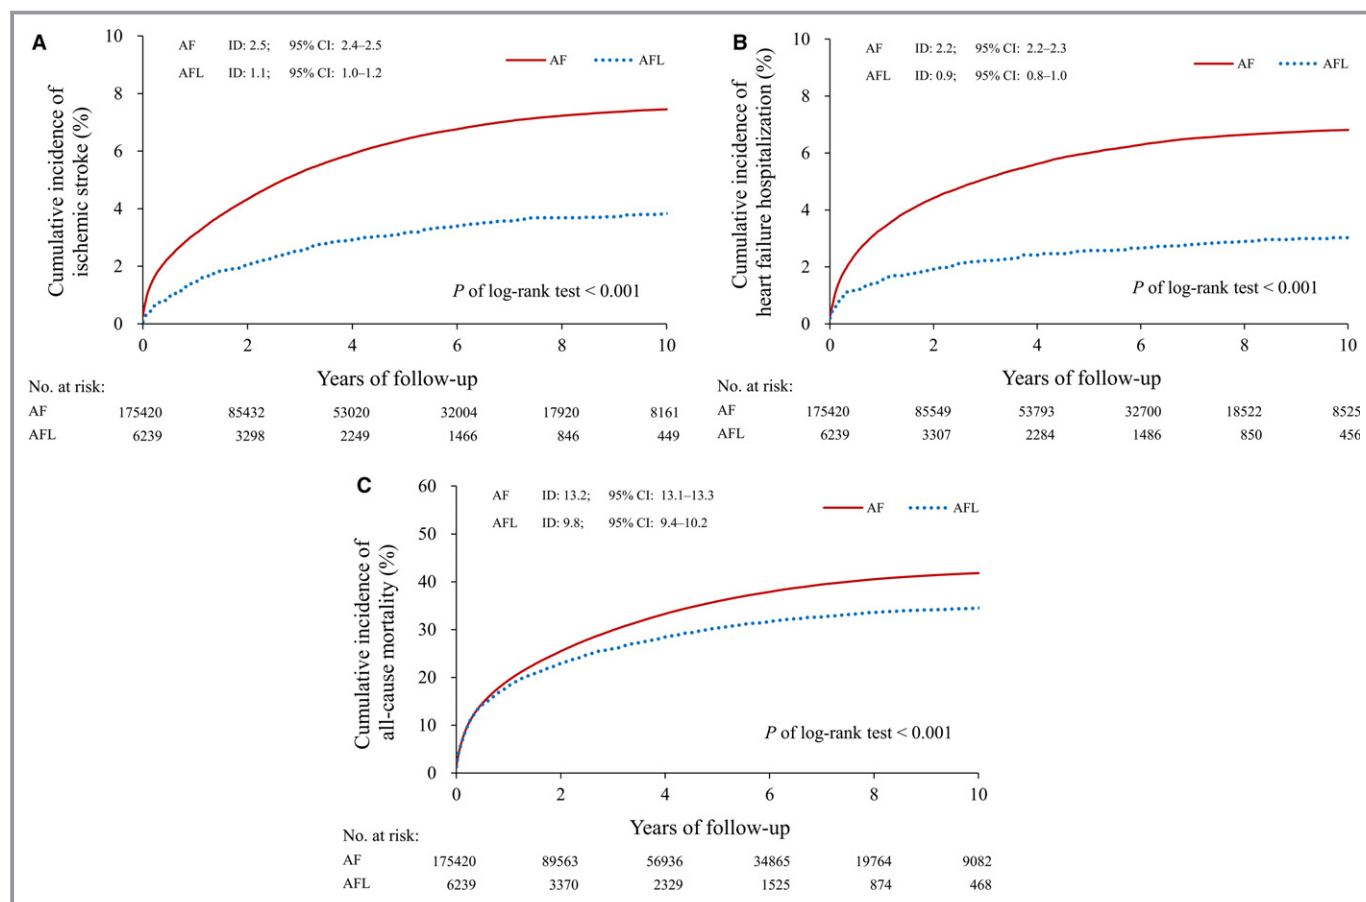 A
AF ID: 2.5; 95% CI: 2.4–2.5
AFL ID: 1.1; 95% CI: 1.0–1.2
AF AFL
Cumulative incidence of
ischemic stroke (%)
10
8
6
4
2
0
P of log-rank test < 0.001
0 2 4 6 8 10
Years of follow-up
No. at risk:
AF 175420 85432 53020 32004 17920 8161
AFL 6239 3298 2249 1466 846 449
B
AF ID: 2.2; 95% CI: 2.2–2.3
AFL ID: 0.9; 95% CI: 0.8–1.0
AF AFL
Cumulative incidence of
heart failure hospitalization (%)
10
8
6
4
2
0
P of log-rank test < 0.001
0 2 4 6 8 10
Years of follow-up
No. at risk:
AF 175420 85549 53793 32700 18522 8525
AFL 6239 3307 2284 1486 850 456
C
AF ID: 13.2; 95% CI: 13.1–13.3
AFL ID: 9.8; 95% CI: 9.4–10.2
AF AFL
Cumulative incidence of
all-cause mortality (%)
60
50
40
30
20
10
0
P of log-rank test < 0.001
0 2 4 6 8 10
Years of follow-up
No. at risk:
AF 175420 89563 56936 34865 19764 9082
AFL 6239 3370 2329 1525 874 468